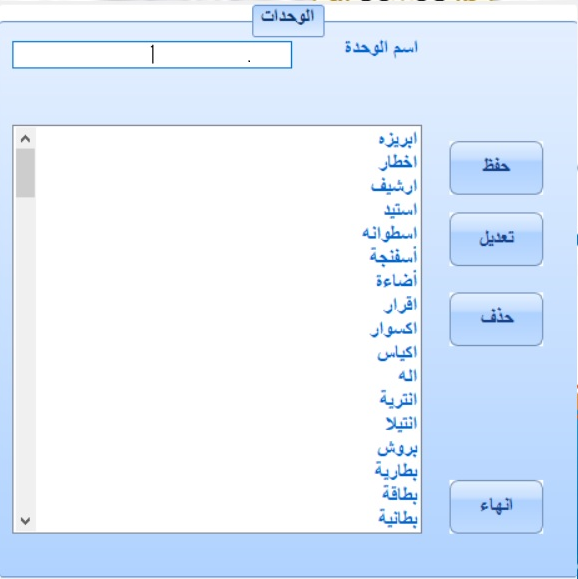 الوحدات
اسم الوحدة
ابريزه
اخطار
ارشيف
استيد
اسطوانه
أسفنجة
أضاءة
اقرار
اكسوار
اكياس
اله
انترية
انتيلا
بروش
بطارية
بطاقة
بطانية
حفظ
تعديل
حذف
انهاء